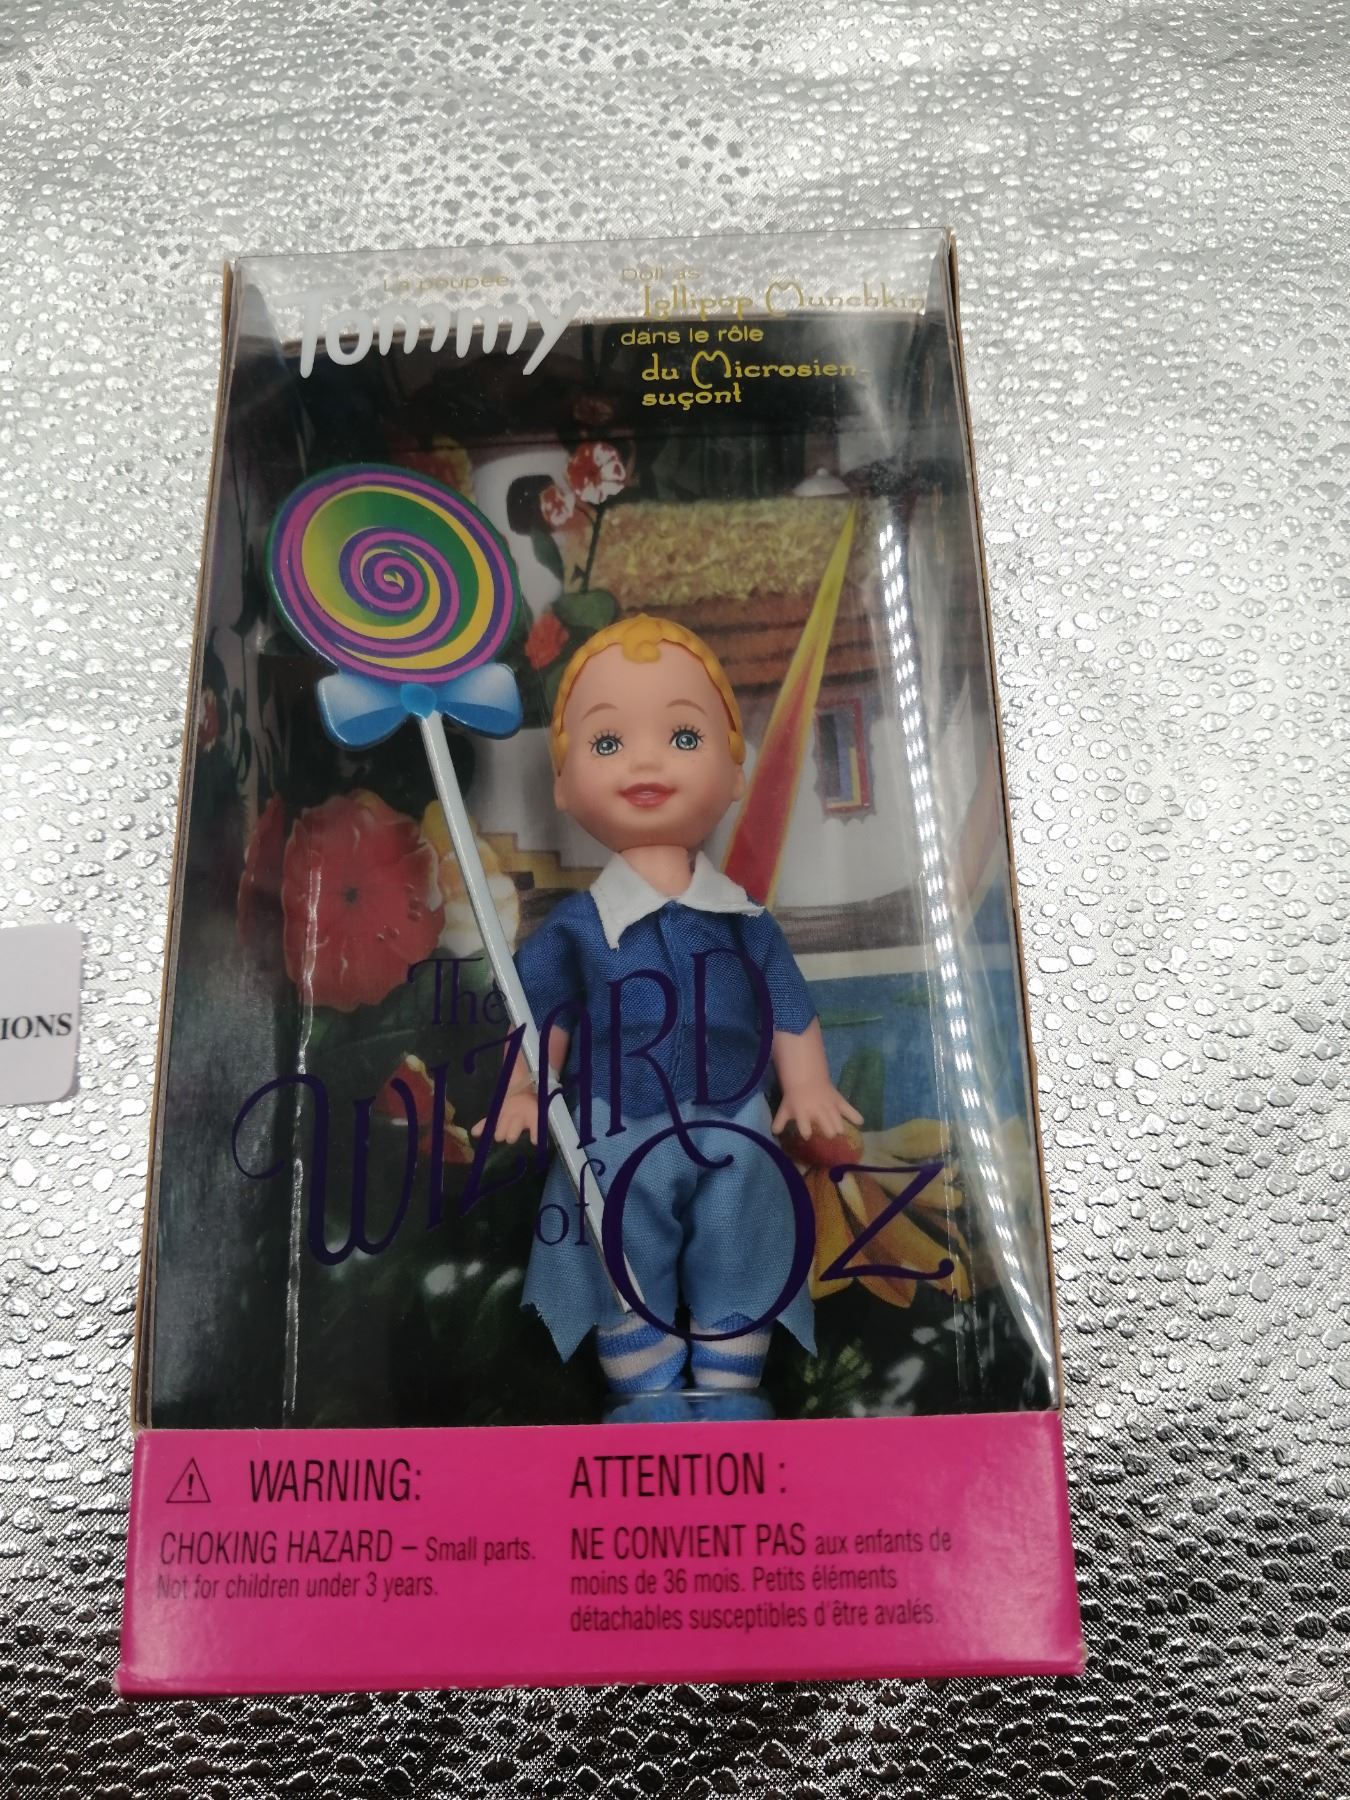 La poupée
Tommy
Doll as
Lollipop Munchkin
dans le rôle
du Microsien-
suçont
The
WIZARD
of OZ
IONS
WARNING:
CHOKING HAZARD – Small parts.
Not for children under 3 years.
ATTENTION :
NE CONVIENT PAS aux enfants de
moins de 36 mois. Petits éléments
détachables susceptibles d'être avalés.